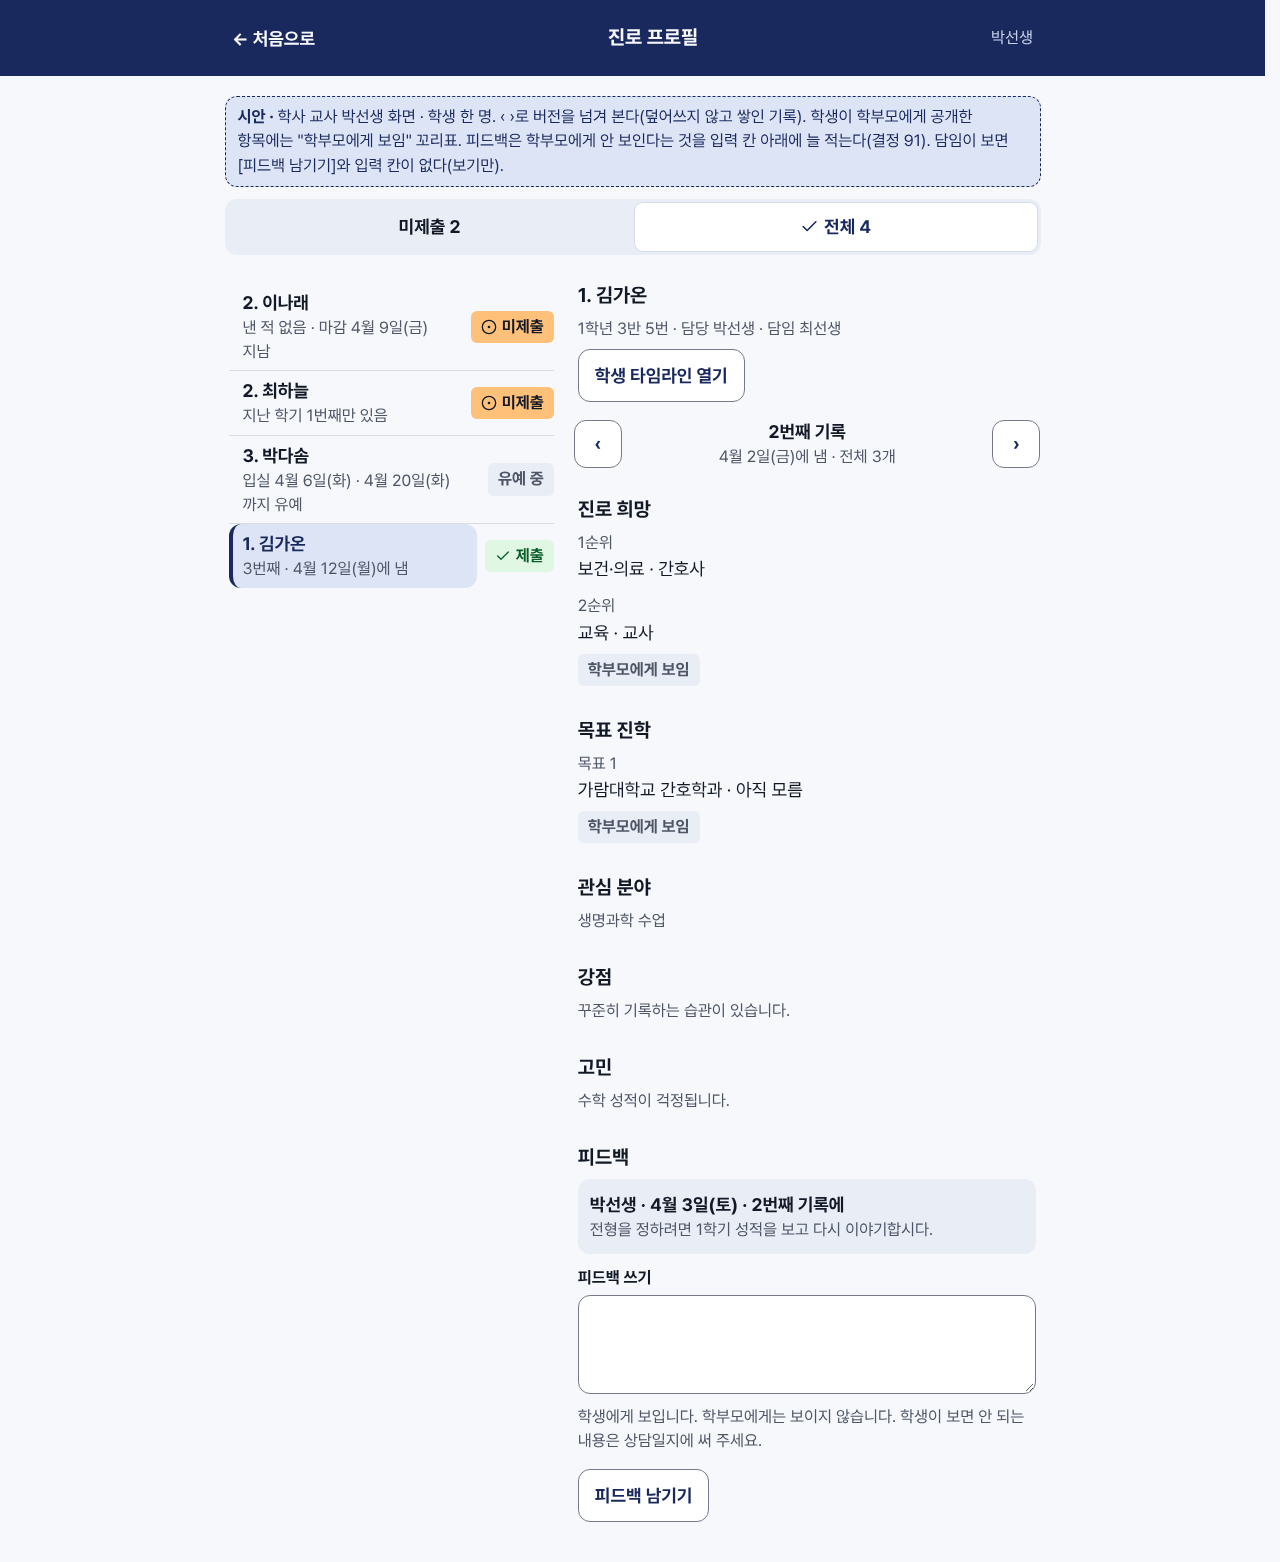 ← 처음으로
진로 프로필
박선생
시안 · 학사 교사 박선생 화면 · 학생 한 명. ‹ ›로 버전을 넘겨 본다(덮어쓰지 않고 쌓인 기록). 학생이 학부모에게 공개한
항목에는 "학부모에게 보임" 꼬리표. 피드백은 학부모에게 안 보인다는 것을 입력 칸 아래에 늘 적는다(결정 91). 담임이 보면
[피드백 남기기]와 입력 칸이 없다(보기만).
미제출 2
✓ 전체 4
2. 이나래
낸 적 없음 · 마감 4월 9일(금)
지남
미제출
2. 최하늘
지난 학기 1번째만 있음
미제출
3. 박다솜
입실 4월 6일(화) · 4월 20일(화)
까지 유예
유예 중
1. 김가온
3번째 · 4월 12일(월)에 냄
✓ 제출
1. 김가온
1학년 3반 5번 · 담당 박선생 · 담임 최선생
학생 타임라인 열기
‹
2번째 기록
4월 2일(금)에 냄 · 전체 3개
›
진로 희망
1순위
보건·의료 · 간호사
2순위
교육 · 교사
학부모에게 보임
목표 진학
목표 1
가람대학교 간호학과 · 아직 모름
학부모에게 보임
관심 분야
생명과학 수업
강점
꾸준히 기록하는 습관이 있습니다.
고민
수학 성적이 걱정됩니다.
피드백
박선생 · 4월 3일(토) · 2번째 기록에
전형을 정하려면 1학기 성적을 보고 다시 이야기합시다.
피드백 쓰기
학생에게 보입니다. 학부모에게는 보이지 않습니다. 학생이 보면 안 되는
내용은 상담일지에 써 주세요.
피드백 남기기